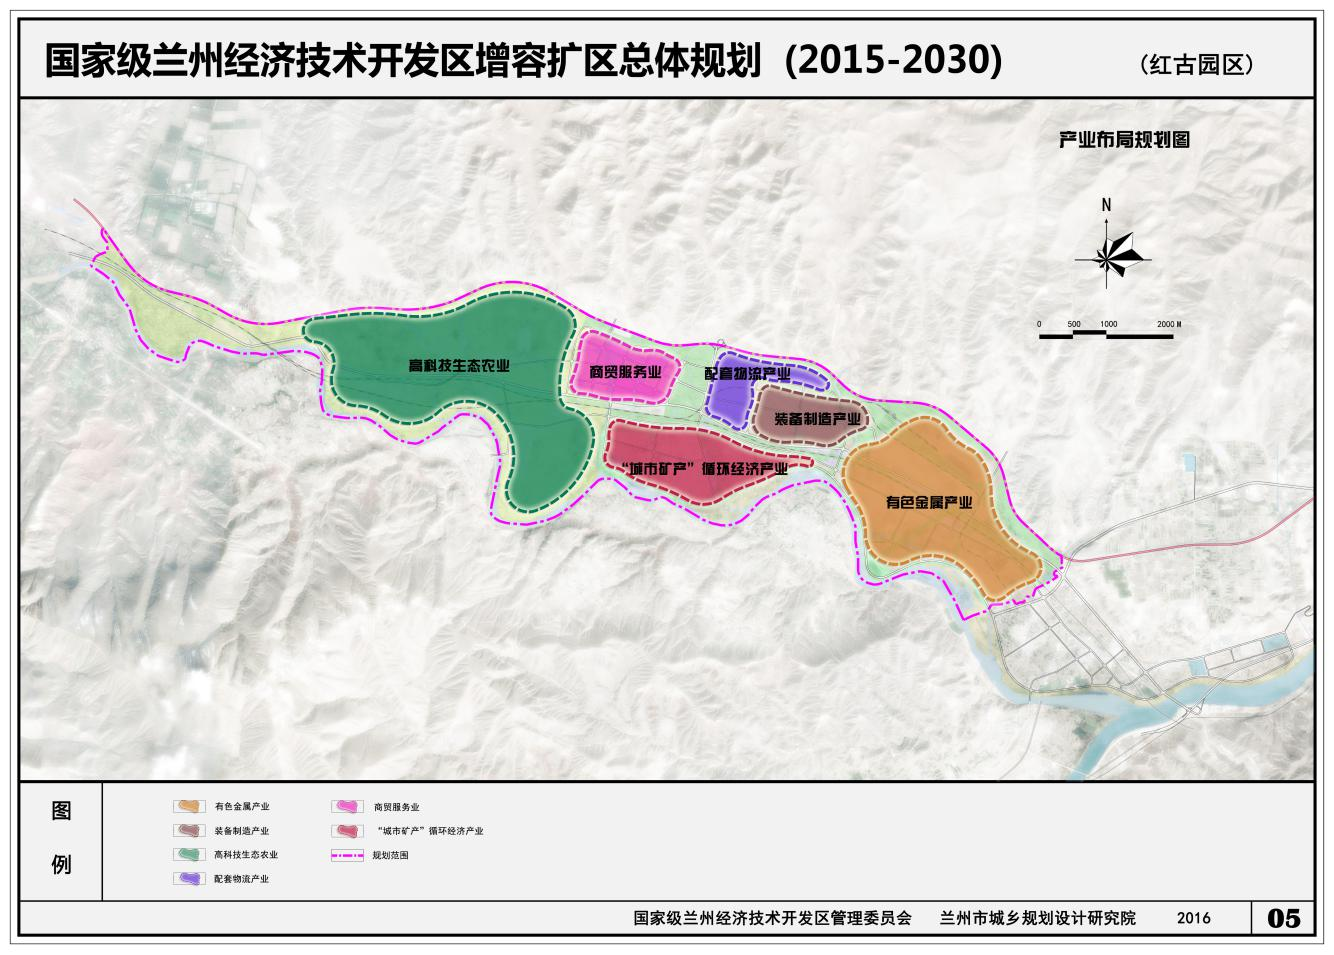 国家级兰州经济技术开发区增容扩区总体规划 (2015-2030)
（红古园区）
产业布局规划图
N
0 500 1000 2000 M
高科技生态农业
商贸服务业
配套物流产业
装备制造产业
“城市矿产”循环经济产业
有色金属产业
图例
有色金属产业
装备制造产业
高科技生态农业
配套物流产业
商贸服务业
“城市矿产”循环经济产业
规划范围
国家级兰州经济技术开发区管理委员会 兰州市城乡规划设计研究院 2016 05